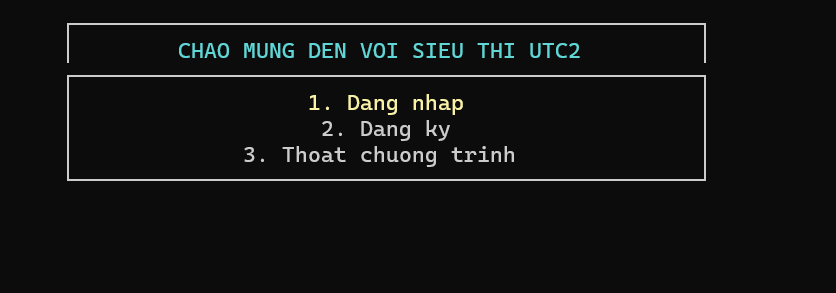 CHAO MUNG DEN VOI SIEU THI UTC2
1. Dang nhap
2. Dang ky
3. Thoat chuong trinh